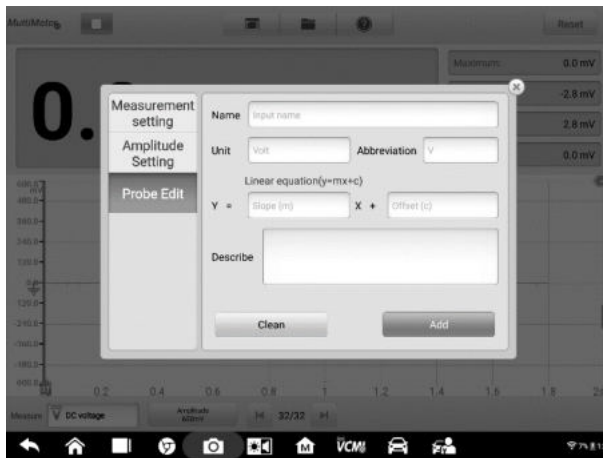 MultiMeter
Reset
Maximum 0.0 mV
-2.8 mV
2.8 mV
0.0 mV
0.
Measurement setting
Amplitude Setting
Probe Edit
Name Input name
Unit Volt Abbreviation V
Linear equation(y=mx+c)
Y = Slope (m) X + Offset (c)
Describe
Clean Add
0.2 0.4 0.6 0.8 1 1.2 1.4 1.6 1.8
Measure DC voltage Amplitude 32/32
VCMI